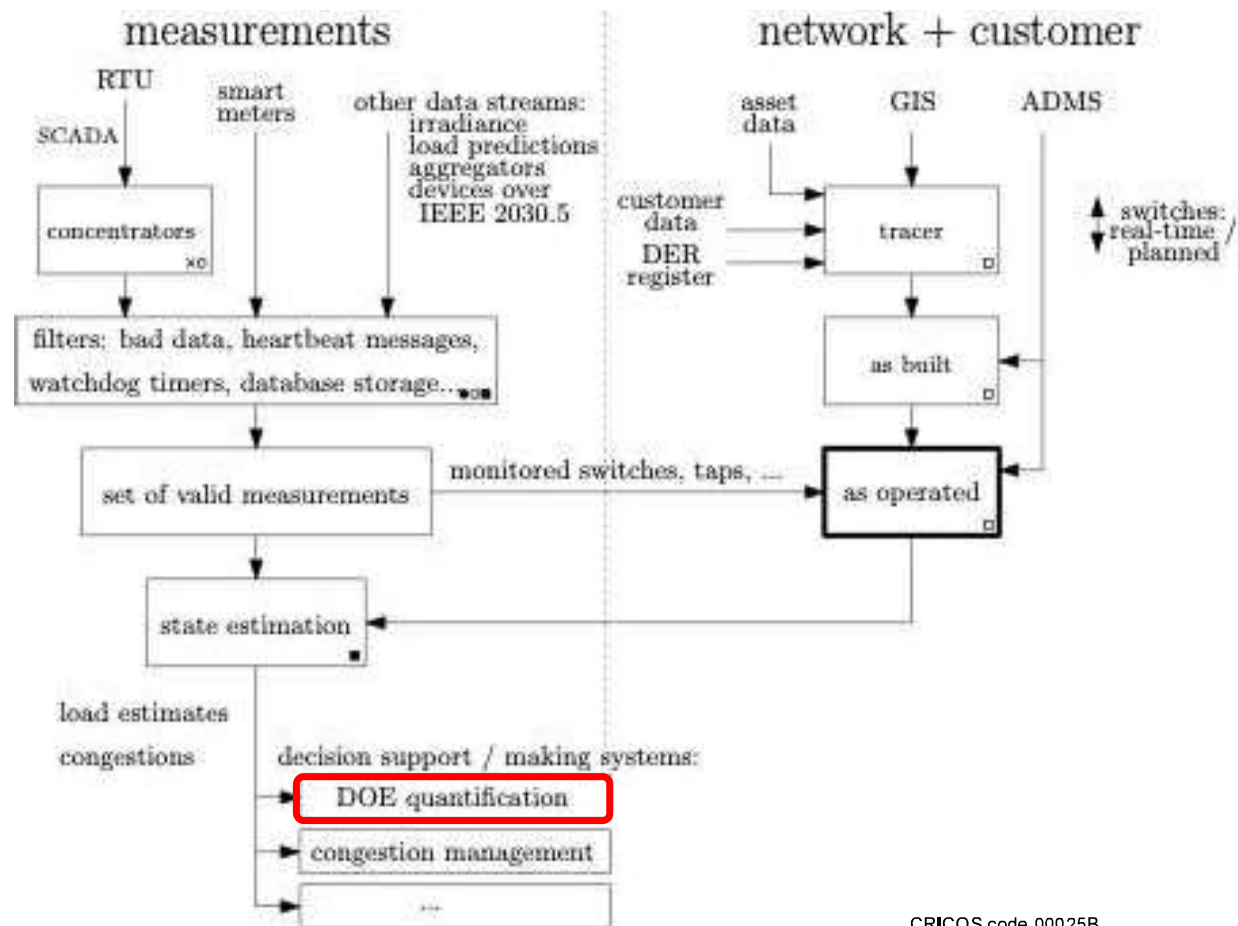 measurements
network + customer
RTU
SCADA
smart
meters
other data streams:
irradiance
load predictions
aggregators
devices over
IEEE 2030.5
asset
data
GIS
ADMS
concentrators
customer
data
DER
register
tracer
switches:
real-time /
planned
filters: bad data, heartbeat messages,
watchdog timers, database storage...
as built
set of valid measurements
monitored switches, taps, ...
as operated
state estimation
load estimates
congestions
decision support / making systems:
DOE quantification
congestion management
...
CRICOS code 00025B